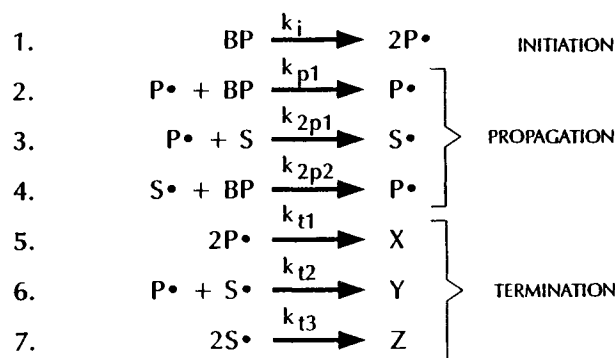 1. BP k_i → 2P• INITIATION
2. P• + BP k_p1 → P•
3. P• + S k_2p1 → S• PROPAGATION
4. S• + BP k_2p2 → P•
5. 2P• k_t1 → X
6. P• + S• k_t2 → Y TERMINATION
7. 2S• k_t3 → Z